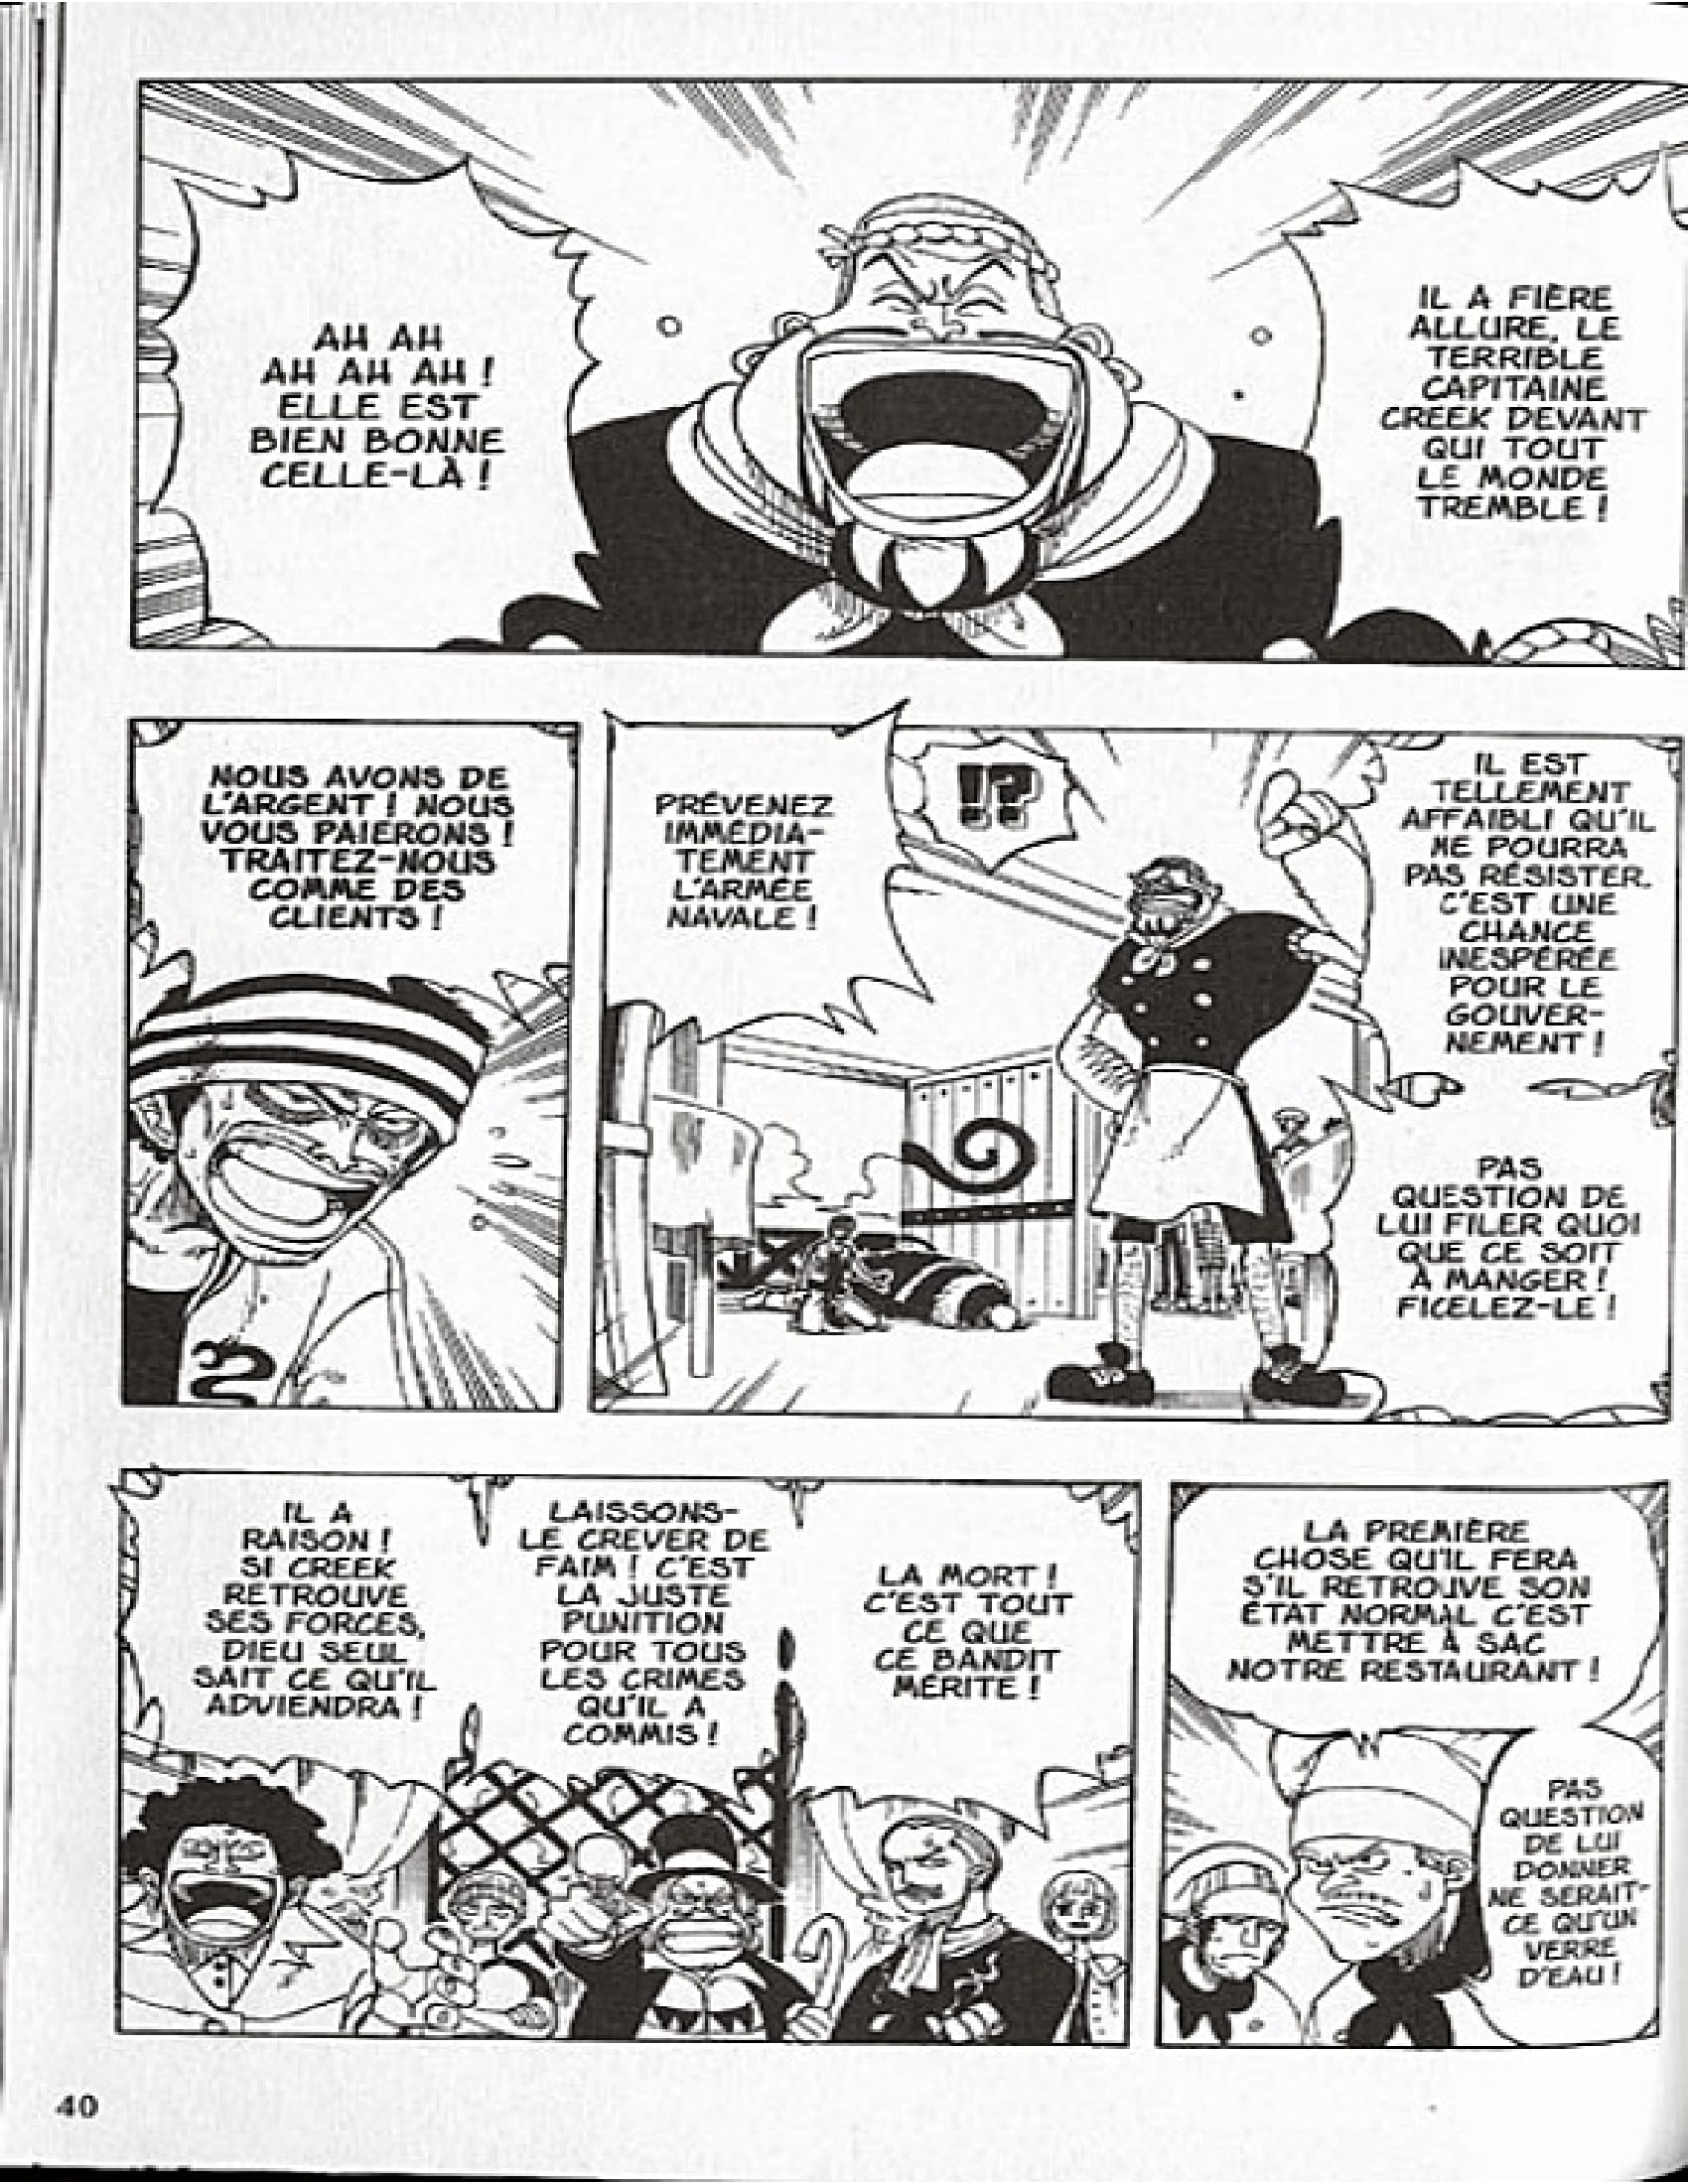 IL A FIÈRE
ALLURE, LE
TERRIBLE
CAPITAINE
CREEK DEVANT
QUI TOUT
LE MONDE
TREMBLE !
AH AH
AH AH AH !
ELLE EST
BIEN BONNE
CELLE-LÀ !
IL EST
TELLEMENT
AFFAIBLI QU'IL
NE POURRA
PAS RÉSISTER.
C'EST UNE
CHANCE
INESPÉRÉE
POUR LE
GOUVER-
NEMENT !
PAS
QUESTION DE
LUI FILER QUOI
QUE CE SOIT
À MANGER !
FICELEZ-LE !
!?
PRÉVENEZ
IMMÉDIA-
TEMENT
L'ARMÉE
NAVALE !
NOUS AVONS DE
L'ARGENT ! NOUS
VOUS PAIERONS !
TRAITEZ-NOUS
COMME DES
CLIENTS !
LA PREMIÈRE
CHOSE QU'IL FERA
S'IL RETROUVE SON
ÉTAT NORMAL C'EST
METTRE À SAC
NOTRE RESTAURANT !
PAS
QUESTION
DE LUI
DONNER
NE SERAIT-
CE QU'UN
VERRE
D'EAU !
LA MORT !
C'EST TOUT
CE QUE
CE BANDIT
MÉRITE !
LAISSONS-
LE CREVER DE
FAIM ! C'EST
LA JUSTE
PUNITION
POUR TOUS
LES CRIMES
QU'IL A
COMMIS !
IL A
RAISON !
SI CREEK
RETROUVE
SES FORCES,
DIEU SEUL
SAIT CE QU'IL
ADVIENDRA !
40